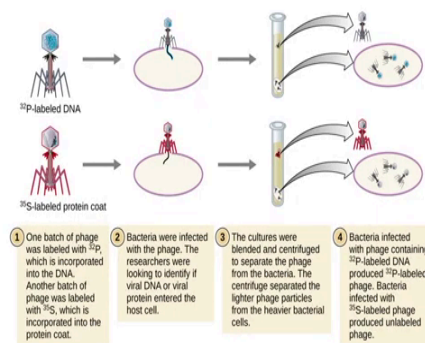 32P-labeled DNA
35S-labeled protein coat
1 One batch of phage
was labeled with 32P,
which is incorporated
into the DNA.
Another batch of
phage was labeled
with 35S, which is
incorporated into the
protein coat.
2 Bacteria were infected
with the phage. The
researchers were
looking to identify if
viral DNA or viral
protein entered the
host cell.
3 The cultures were
blended and centrifuged
to separate the phage
from the bacteria. The
centrifuge separated the
lighter phage particles
from the heavier bacterial
cells.
4 Bacteria infected
with phage containing
32P-labeled DNA
produced 32P-labeled
phage. Bacteria
infected with
35S-labeled phage
produced unlabeled
phage.